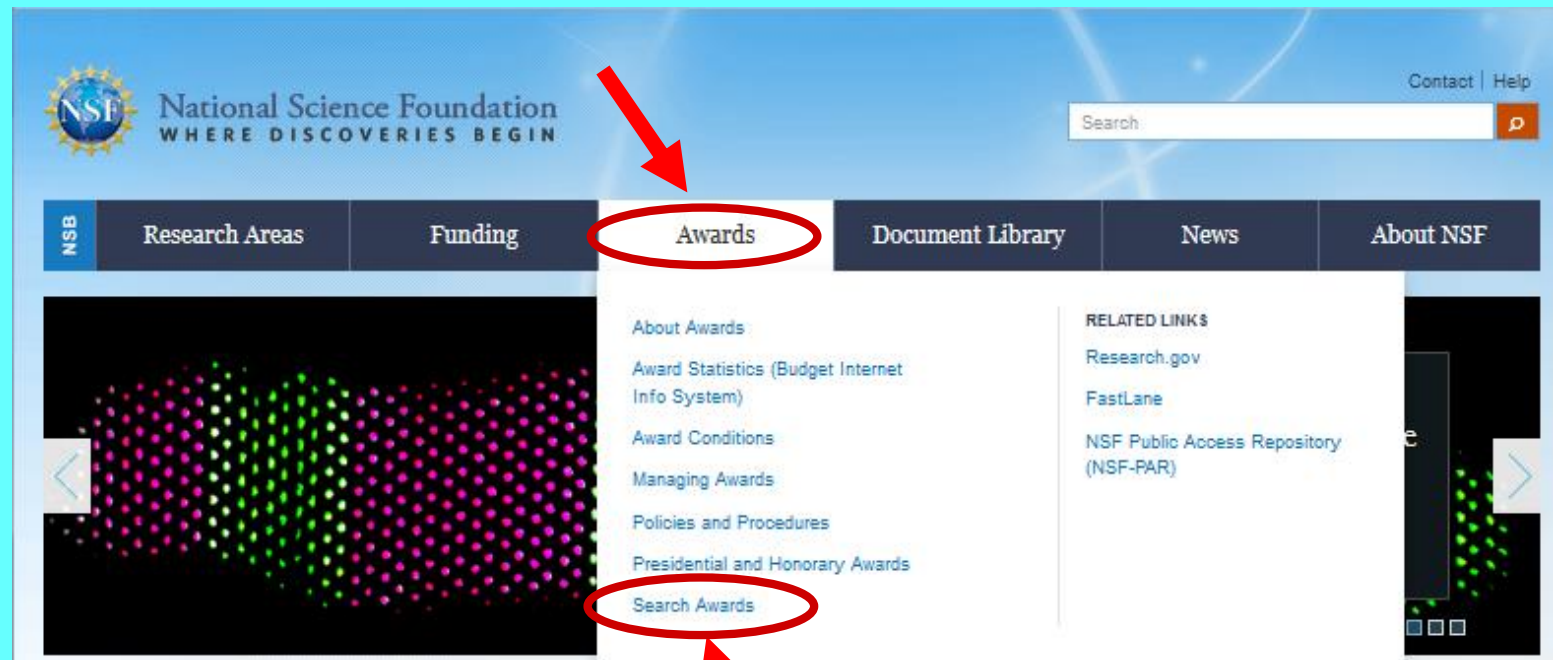 NSF
National Science Foundation
WHERE DISCOVERIES BEGIN
Contact | Help
Search
NSB
Research Areas
Funding
Awards
Document Library
News
About NSF
About Awards
Award Statistics (Budget Internet
Info System)
Award Conditions
Managing Awards
Policies and Procedures
Presidential and Honorary Awards
Search Awards
RELATED LINKS
Research.gov
FastLane
NSF Public Access Repository
(NSF-PAR)
e